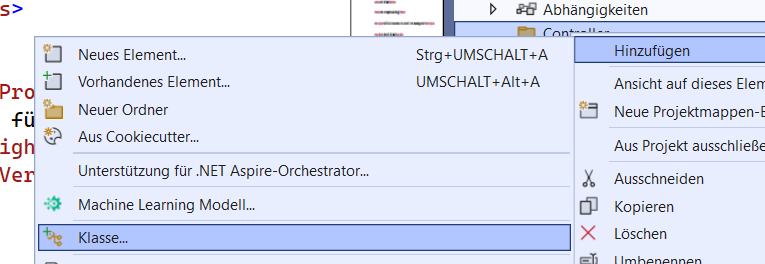 s>
Abhängigkeiten
Controller
Neues Element... Strg+UMSCHALT+A
Hinzufügen
Vorhandenes Element... UMSCHALT+Alt+A
Ansicht auf dieses Elem
Pro
Neuer Ordner
Neue Projektmappen-E
fü
Aus Cookiecutter...
igh
Aus Projekt ausschließe
Ver
Unterstützung für .NET Aspire-Orchestrator...
Ausschneiden
Machine Learning Modell...
Kopieren
Klasse...
Löschen
Umbenennen